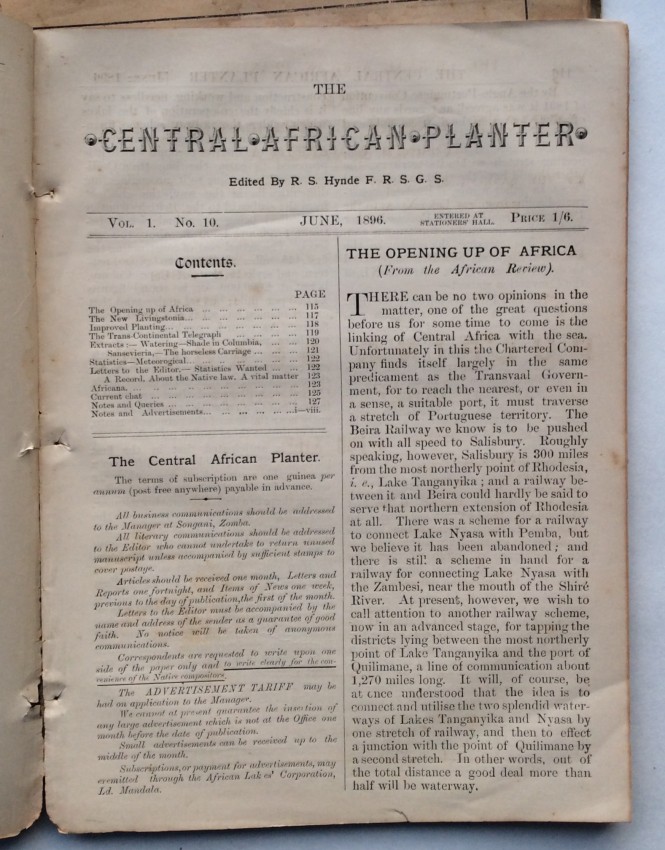 THE
CENTRAL·AFRICAN·PLANTER
Edited By R. S. Hynde F. R. S. G. S.
VOL. 1. No. 10.
JUNE, 1896.
ENTERED AT
STATIONERS' HALL.
PRICE 1/6.
Contents.
PAGE
The Opening up of Africa ... ... ... ... ... 115
The New Livingstonia... ... ... ... ... 117
Improved Planting... ... ... ... ... 118
The Trans-Continental Telegraph ... ... ... 119
Extracts :— Watering—Shade in Columbia, ... ... 120
Sansevieria,—The horseless Carriage ... ... ... 121
Statistics—Meteorological... ... ... ... ... 122
Letters to the Editor.— Statistics Wanted ... ... 122
A Record. About the Native law. A vital matter 123
Africana. ... ... ... ... ... ... 123
Current chat ... ... ... ... ... ... 125
Notes and Queries ... ... ... ... ... 127
Notes and Advertisements... ... ... ... ...i—viii.
The Central African Planter.
The terms of subscription are one guinea per
annum (post free anywhere) payable in advance.
All business communications should be addressed
to the Manager at Songani, Zomba.
All literary communications should be addressed
to the Editor who cannot undertake to return unused
manuscript unless accompanied by sufficient stamps to
cover postage.
Articles should be received one month, Letters and
Reports one fortnight, and Items of News one week,
previous to the day of publication, the first of the month.
Letters to the Editor must be accompanied by the
name and address of the sender as a guarantee of good
faith. No notice will be taken of anonymous
communications.
Correspondents are requested to write upon one
side of the paper only and to write clearly for the con-
venience of the Native compositors.
The ADVERTISEMENT TARIFF may be
had on application to the Manager.
We cannot at present guarantee the insertion of
any large advertisement which is not at the Office one
month before the date of publication.
Small advertisements can be received up to the
middle of the month.
Subscriptions, or payment for advertisements, may
be remitted through the African Lakes' Corporation,
Ld. Mandala.
THE OPENING UP OF AFRICA
(From the African Review).
THERE can be no two opinions in the
matter, one of the great questions
before us for some time to come is the
linking of Central Africa with the sea.
Unfortunately in this the Chartered Com-
pany finds itself largely in the same
predicament as the Transvaal Govern-
ment, for to reach the nearest, or even in
a sense, a suitable port, it must traverse
a stretch of Portuguese territory. The
Beira Railway we know is to be pushed
on with all speed to Salisbury. Roughly
speaking, however, Salisbury is 300 miles
from the most northerly point of Rhodesia,
i. e., Lake Tanganyika ; and a railway be-
tween it and Beira could hardly be said to
serve that northern extension of Rhodesia
at all. There was a scheme for a railway
to connect Lake Nyasa with Pemba, but
we believe it has been abandoned ; and
there is still a scheme in hand for a
railway for connecting Lake Nyasa with
the Zambesi, near the mouth of the Shiré
River. At present, however, we wish to
call attention to another railway scheme,
now in an advanced stage, for tapping the
districts lying between the most northerly
point of Lake Tanganyika and the port of
Quilimane, a line of communication about
1,270 miles long. It will, of course, be
at once understood that the idea is to
connect and utilise the two splendid water-
ways of Lakes Tanganyika and Nyasa by
one stretch of railway, and then to effect
a junction with the point of Quilimane by
a second stretch. In other words, out of
the total distance a good deal more than
half will be waterway.